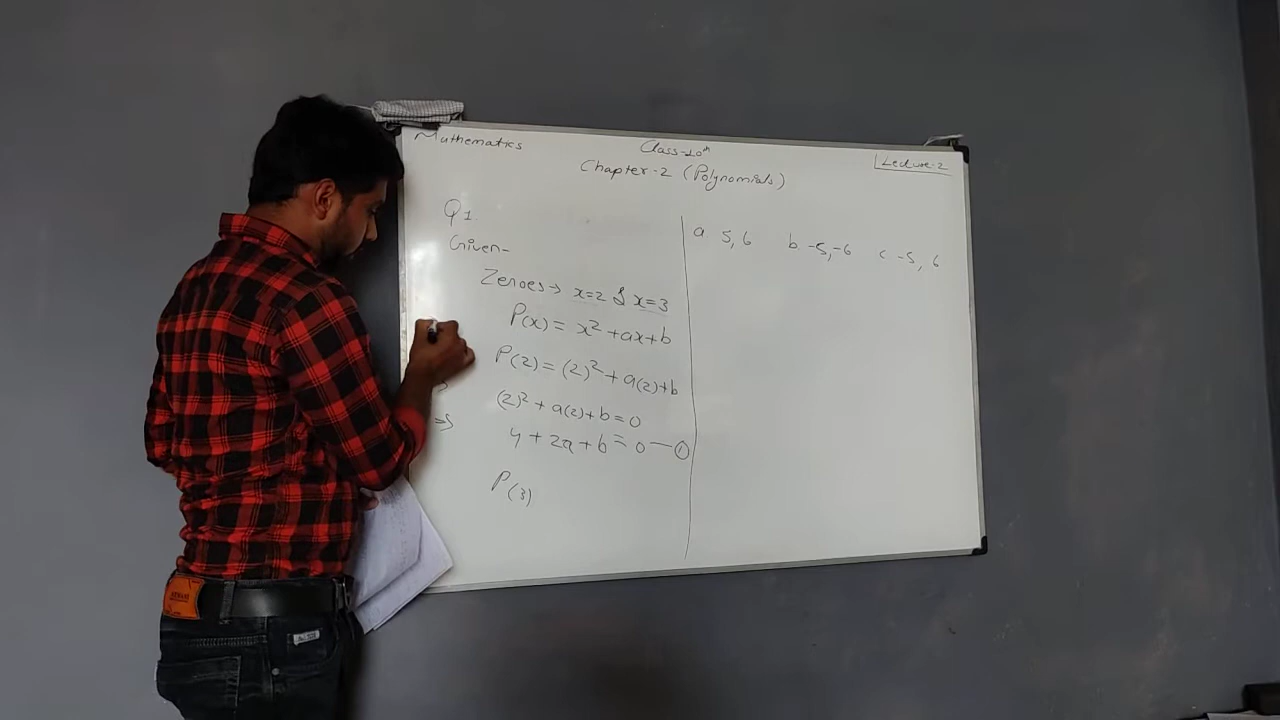 Mathematics
Class-10th
Lecture-2
Chapter-2 (Polynomials)
Q1
Given-
Zeroes→ x=2 & x=3
P(x) = x² + ax + b
P(2) = (2)² + a(2) + b
(2)² + a(2) + b = 0
⇒ 4 + 2a + b = 0 — ①
P(3)
a 5, 6 b. -5, -6 c -5, 6
ARMANI